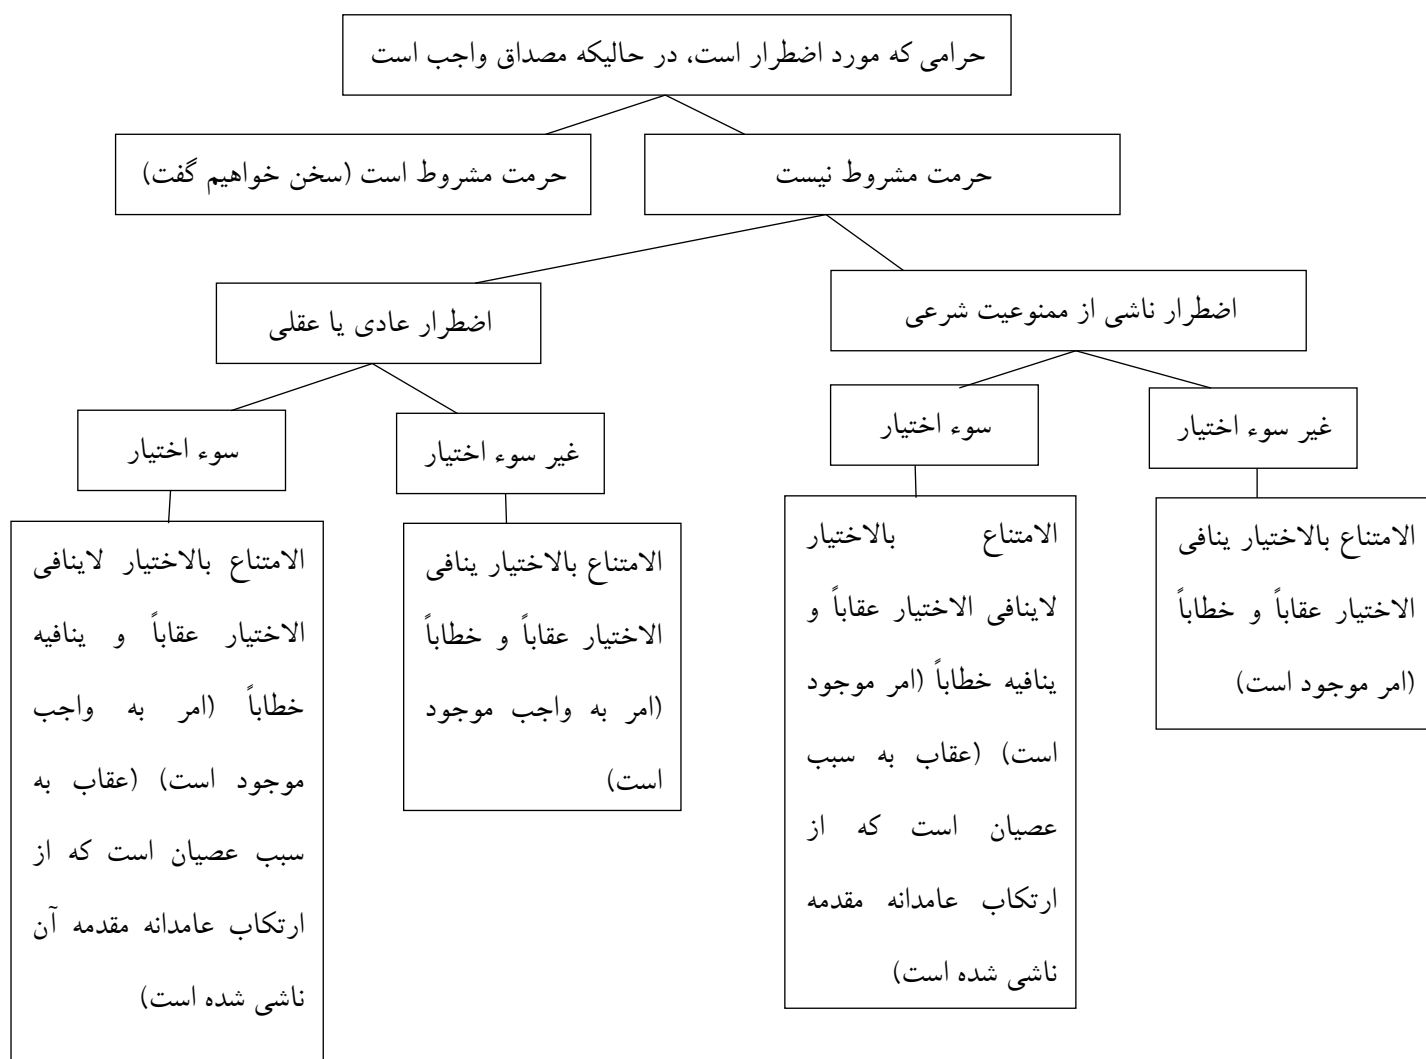 حرامی که مورد اضطرار است، در حالیکه مصداق واجب است
حرمت مشروط نیست
حرمت مشروط است (سخن خواهیم گفت)
اضطرار ناشی از ممنوعیت شرعی
اضطرار عادی یا عقلی
غیر سوء اختیار
سوء اختیار
غیر سوء اختیار
سوء اختیار
الامتناع بالاختیار ینافی
الاختیار عقاباً و خطاباً
(امر موجود است)
الامتناع بالاختیار
لاینافی الاختیار عقاباً و
ینافیه خطاباً (امر موجود
است) (عقاب به سبب
عصیان است که از
ارتکاب عامدانه مقدمه
ناشی شده است)
الامتناع بالاختیار ینافی
الاختیار عقاباً و خطاباً
(امر به واجب موجود
است)
الامتناع بالاختیار لاینافی
الاختیار عقاباً و ینافیه
خطاباً (امر به واجب
موجود است) (عقاب به
سبب عصیان است که از
ارتکاب عامدانه مقدمه آن
ناشی شده است)